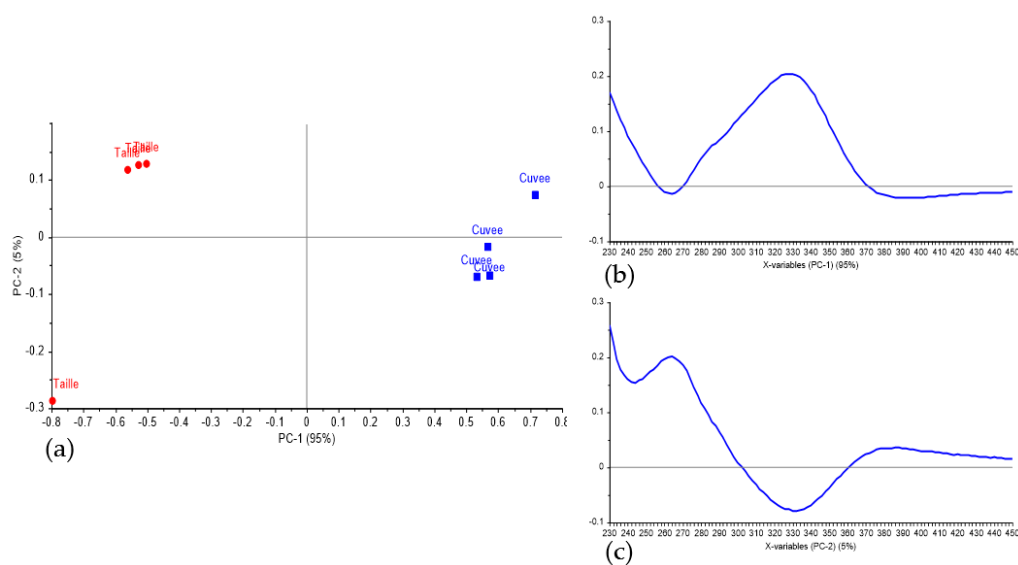 0.1
0
-0.1
-0.2
-0.3
PC-2 (5%)
Taille
Taille
Taille
Taille
Cuvee
Cuvee
Cuvee
Cuvee
-0.8 -0.7 -0.6 -0.5 -0.4 -0.3 -0.2 -0.1 0 0.1 0.2 0.3 0.4 0.5 0.6 0.7 0.8
PC-1 (95%)
(a)
0.3
0.2
0.1
0
-0.1
230 240 250 260 270 280 290 300 310 320 330 340 350 360 370 380 390 400 410 420 430 440 450
X-variables (PC-1) (95%)
(b)
0.3
0.2
0.1
0
-0.1
230 240 250 260 270 280 290 300 310 320 330 340 350 360 370 380 390 400 410 420 430 440 450
X-variables (PC-2) (5%)
(c)